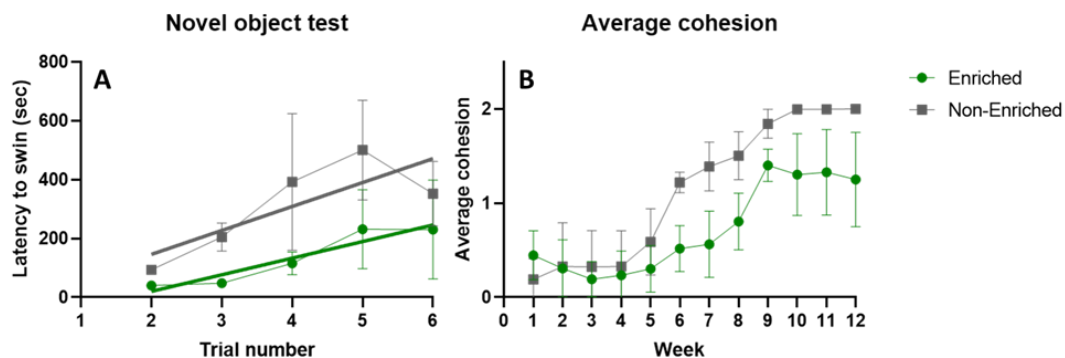 Novel object test
Average cohesion
A
B
Latency to swin (sec)
800
600
400
200
0
1 2 3 4 5 6
Trial number
Average cohesion
2
1
0
0 1 2 3 4 5 6 7 8 9 10 11 12
Week
Enriched
Non-Enriched